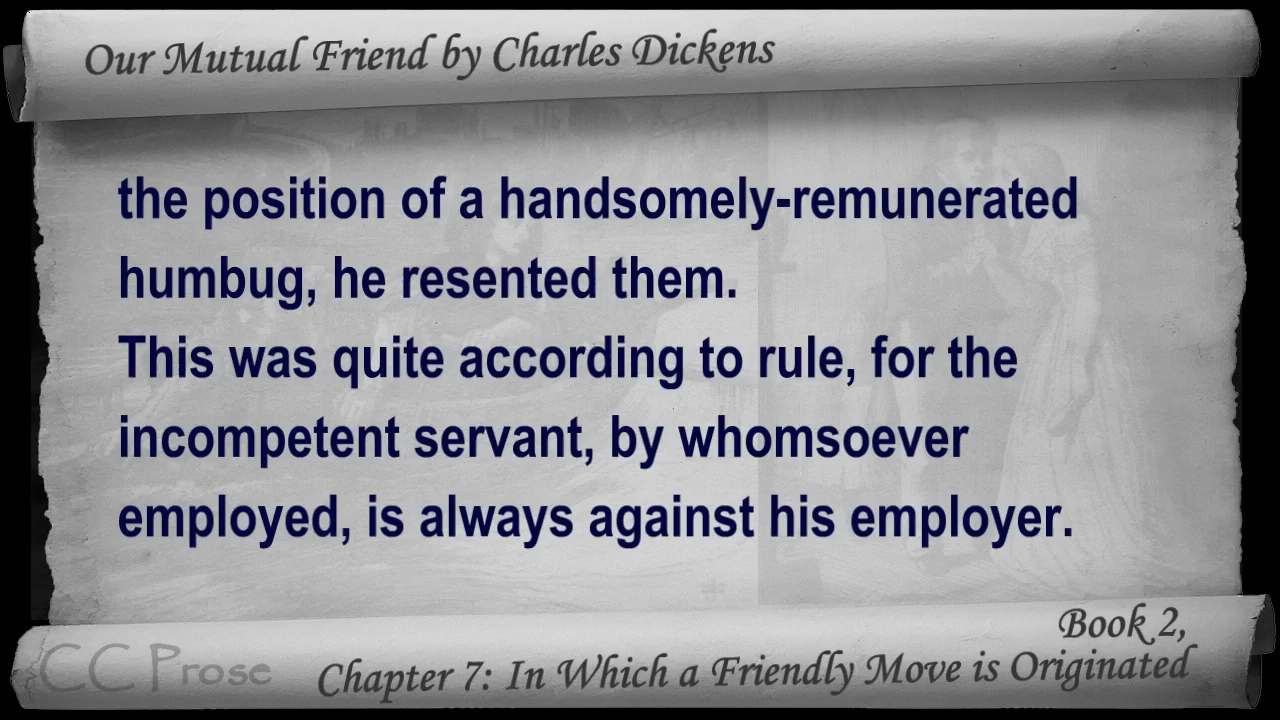 Our Mutual Friend by Charles Dickens
the position of a handsomely-remunerated
humbug, he resented them.
This was quite according to rule, for the
incompetent servant, by whomsoever
employed, is always against his employer.
Book 2,
CC Prose
Chapter 7: In Which a Friendly Move is Originated